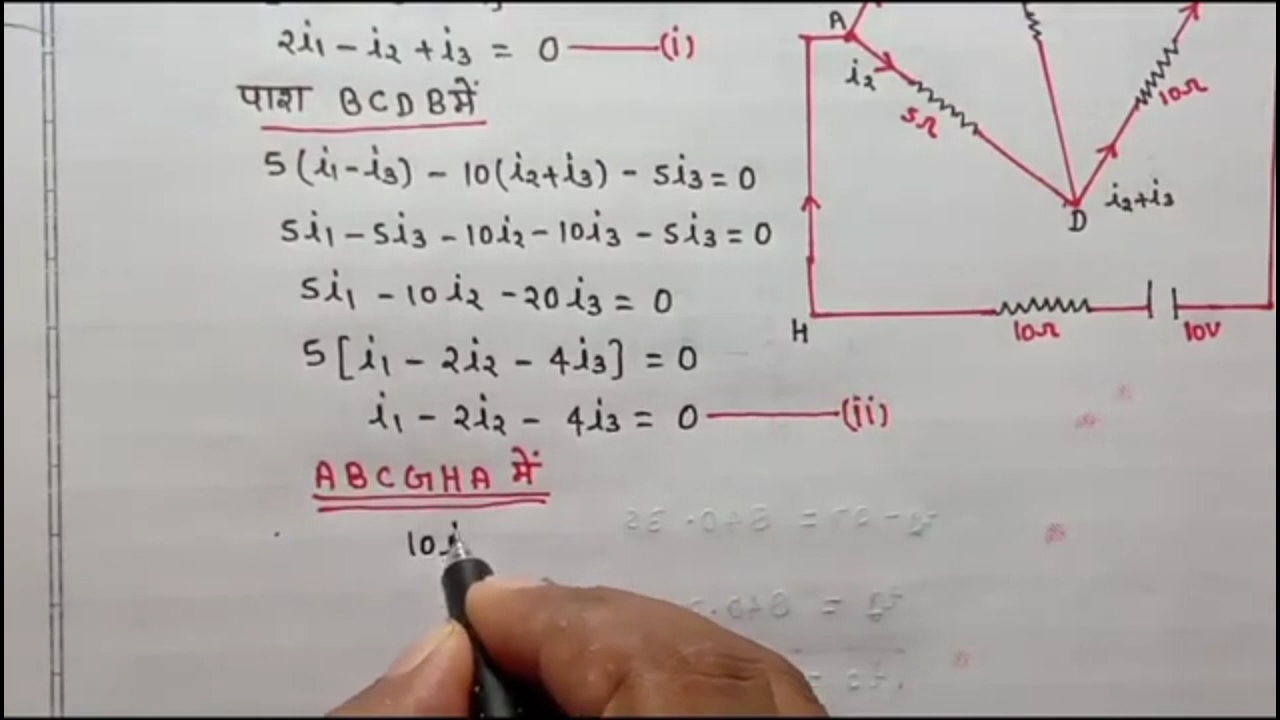 2i₁ - i₂ + i₃ = 0 ——(i)
पाश BCDB में
5(i₁-i₃) - 10(i₂+i₃) - 5i₃ = 0
5i₁ - 5i₃ - 10i₂ - 10i₃ - 5i₃ = 0
5i₁ - 10i₂ - 20i₃ = 0
5[i₁ - 2i₂ - 4i₃] = 0
i₁ - 2i₂ - 4i₃ = 0 ——(ii)
ABCGHA में
10i
A
i₂
5Ω
10Ω
D
i₂+i₃
H
10Ω
10V